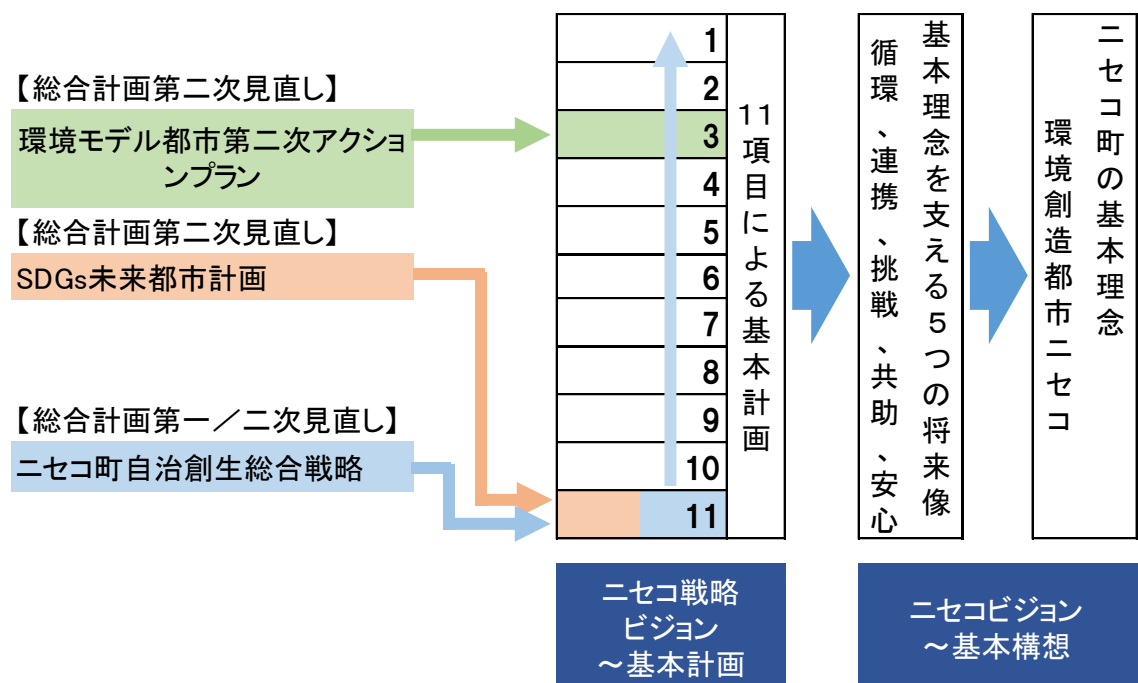 【総合計画第二次見直し】
環境モデル都市第二次アクショ
ンプラン
【総合計画第二次見直し】
SDGs未来都市計画
【総合計画第一／二次見直し】
ニセコ町自治創生総合戦略
1
2
3
4
5
6
7
8
9
10
11
11項目による基本計画
基本理念を支える5つの将来像
循環、連携、挑戦、共助、安心
ニセコ町の基本理念
環境創造都市ニセコ
ニセコ戦略
ビジョン
～基本計画
ニセコビジョン
～基本構想